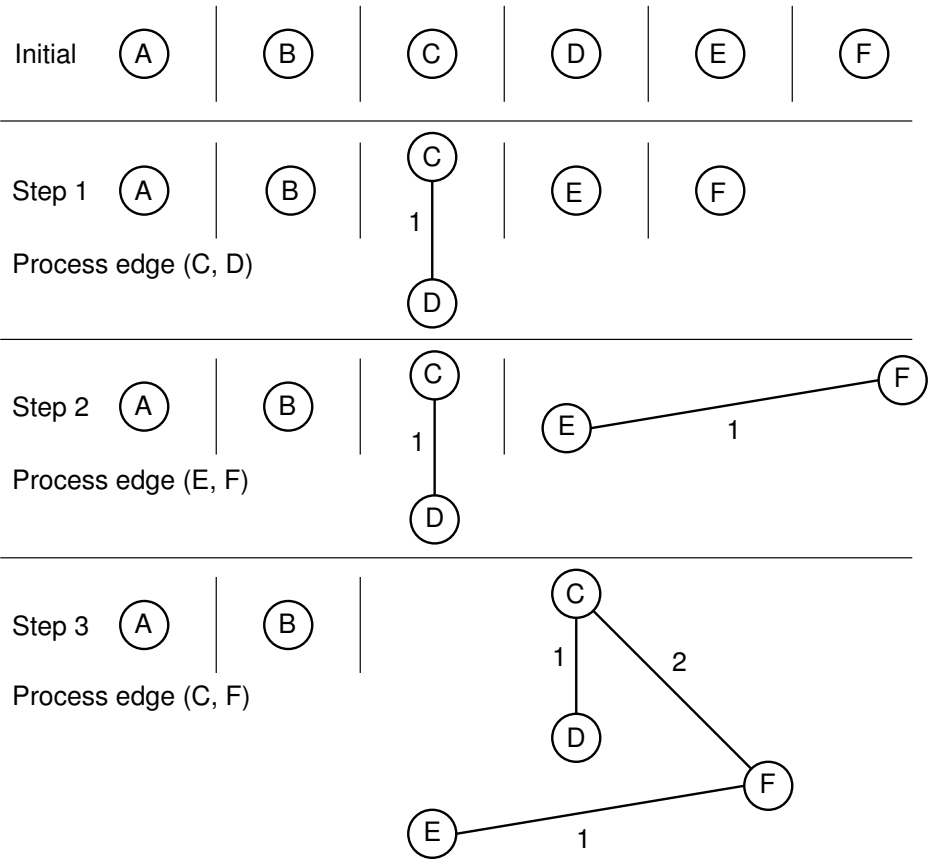 Initial A B C D E F
C
Step 1 A B E F
1
Process edge (C, D)
D
C F
Step 2 A B E
1 1
Process edge (E, F)
D
C
Step 3 A B
1 2
Process edge (C, F)
D
F
E
1